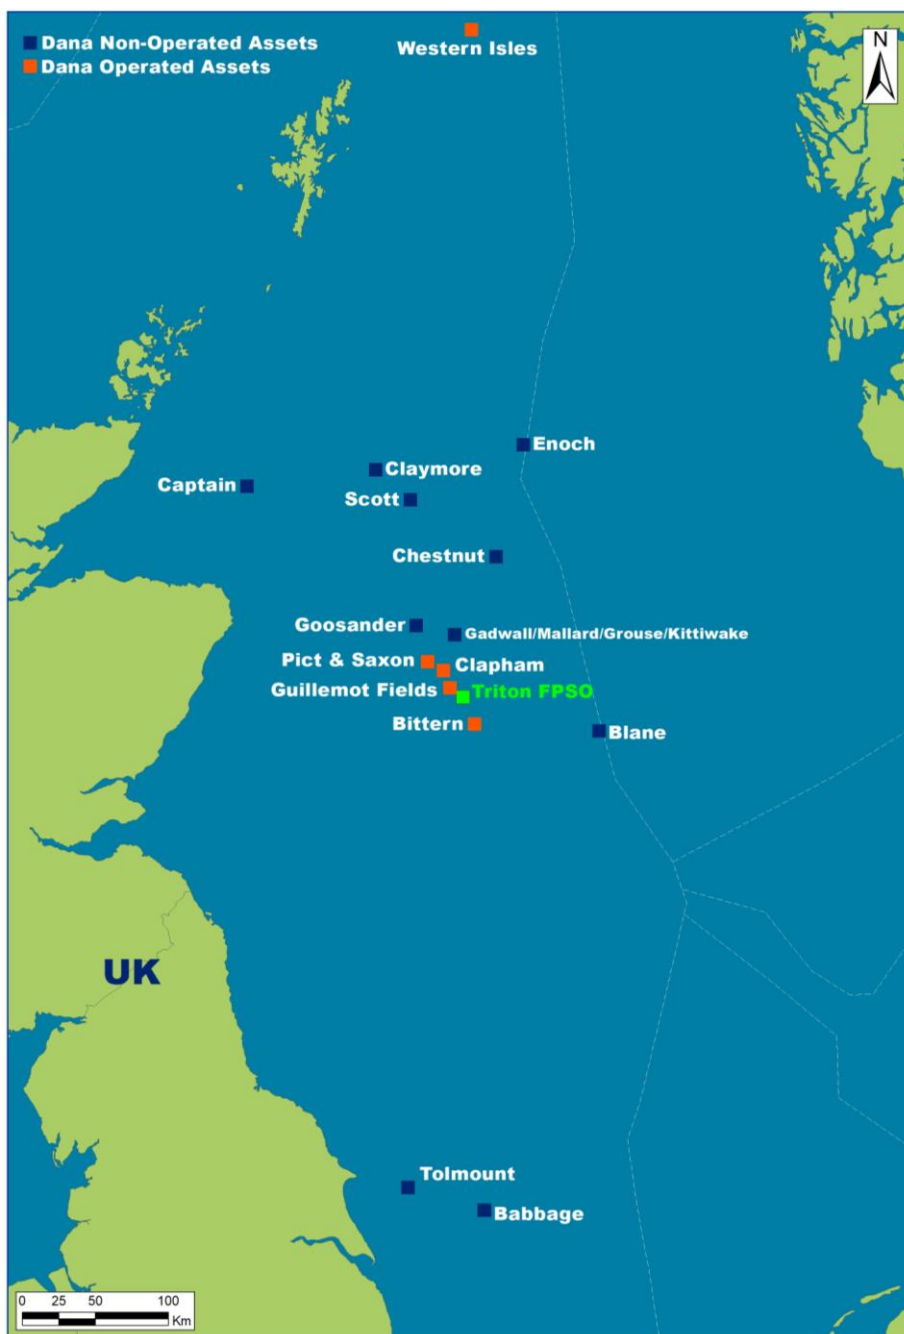 Dana Non-Operated Assets
Dana Operated Assets
Western Isles
N
Enoch
Claymore
Captain
Scott
Chestnut
Goosander
Gadwall/Mallard/Grouse/Kittiwake
Pict & Saxon
Clapham
Guillemot Fields
Triton FPSO
Bittern
Blane
UK
Tolmount
Babbage
0 25 50 100
Km